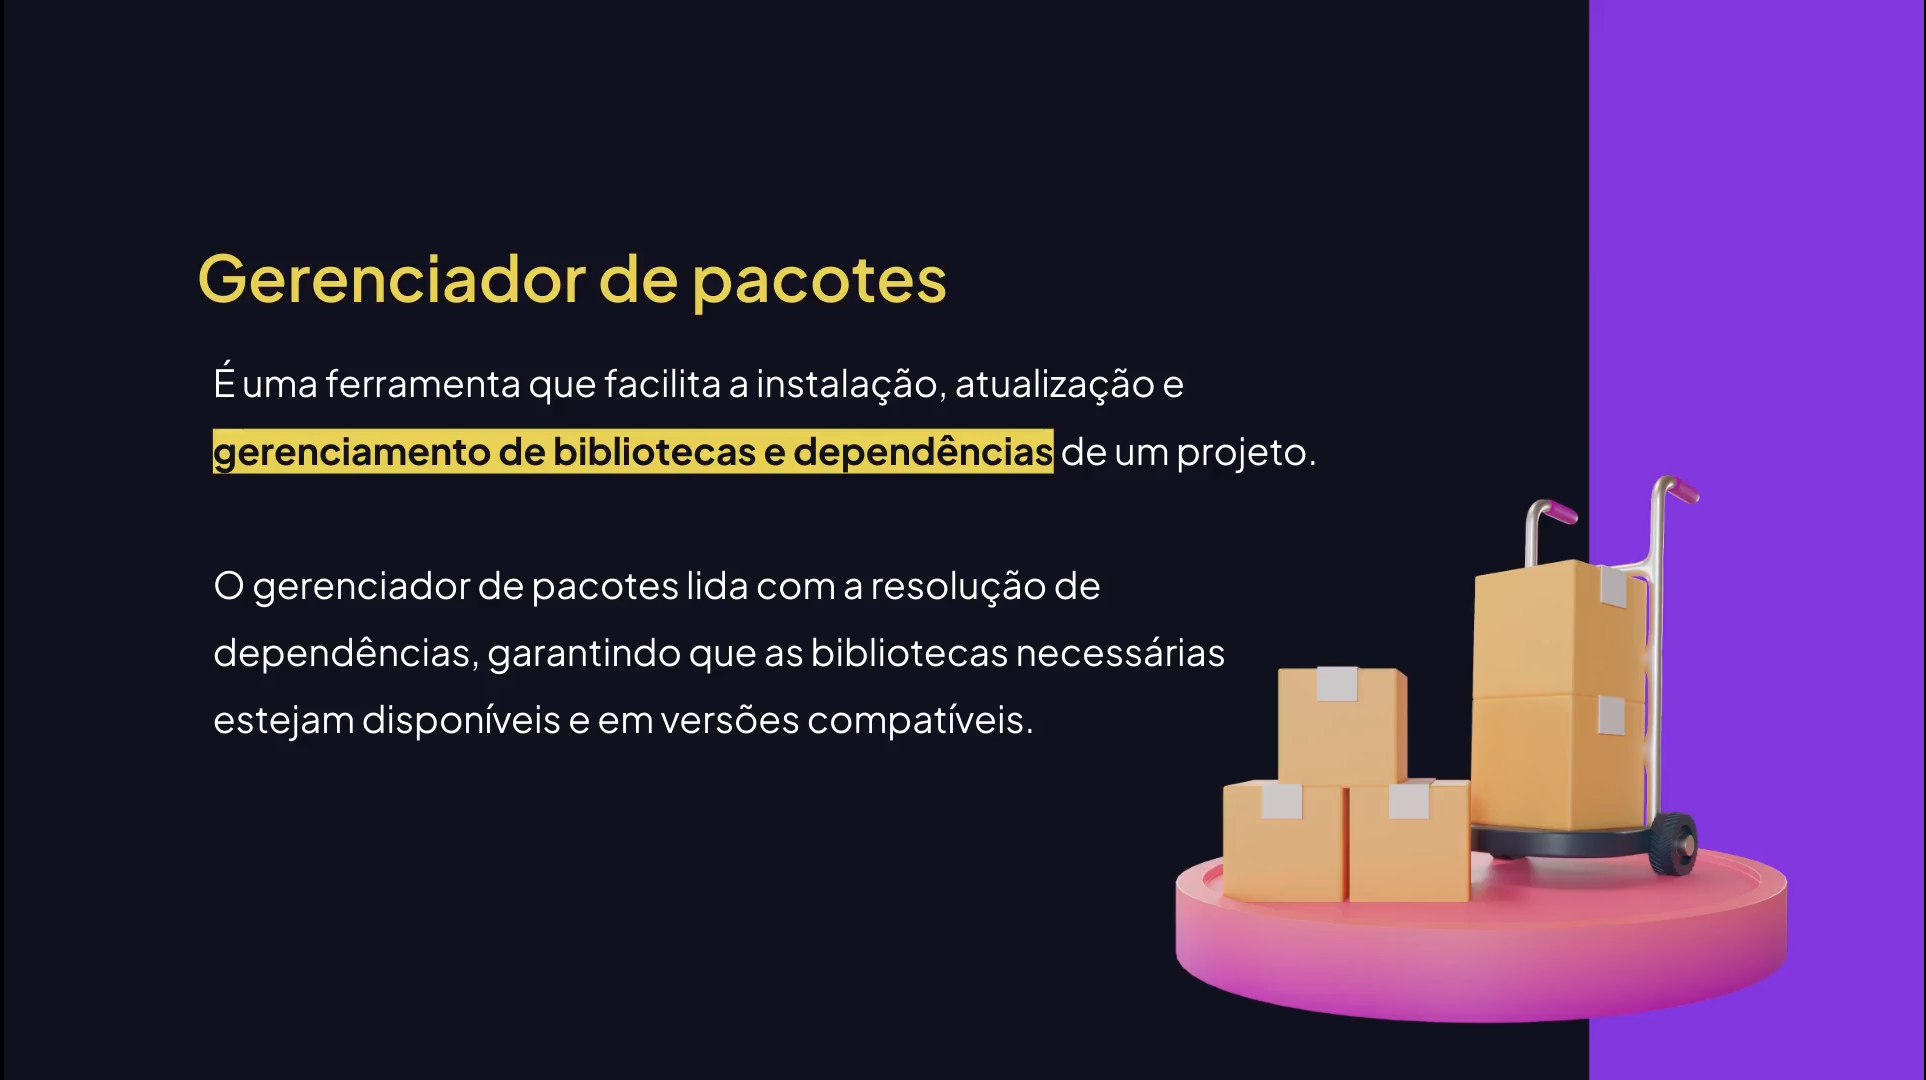 Gerenciador de pacotes
É uma ferramenta que facilita a instalação, atualização e
gerenciamento de bibliotecas e dependências de um projeto.
O gerenciador de pacotes lida com a resolução de
dependências, garantindo que as bibliotecas necessárias
estejam disponíveis e em versões compatíveis.